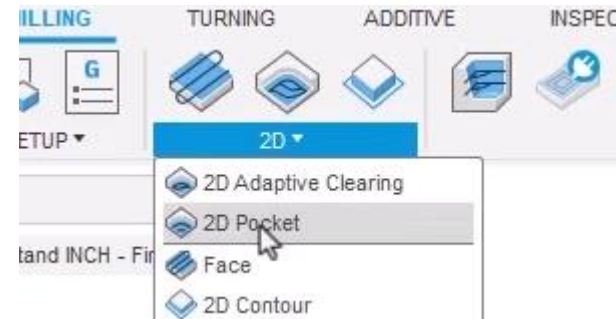 ILLING TURNING ADDITIVE INSPEC
G
ETUP 2D
2D Adaptive Clearing
2D Pocket
tand INCH - Fir
Face
2D Contour